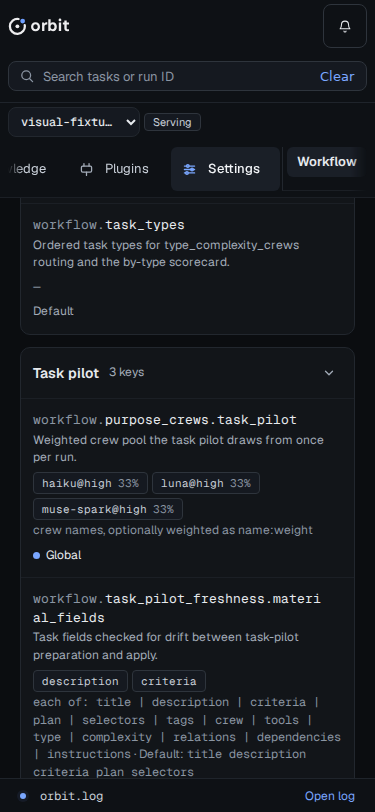 orbit
Search tasks or run ID
Clear
visual-fixtu…
Serving
ledge
Plugins
Settings
Workflow
workflow.task_types
Ordered task types for type_complexity_crews
routing and the by-type scorecard.
—
Default
Task pilot 3 keys
workflow.purpose_crews.task_pilot
Weighted crew pool the task pilot draws from once
per run.
haiku@high 33% luna@high 33%
muse-spark@high 33%
crew names, optionally weighted as name:weight
Global
workflow.task_pilot_freshness.materi
al_fields
Task fields checked for drift between task-pilot
preparation and apply.
description criteria
each of: title | description | criteria |
plan | selectors | tags | crew | tools |
type | complexity | relations | dependencies
| instructions · Default: title description
criteria plan selectors
orbit.log
Open log